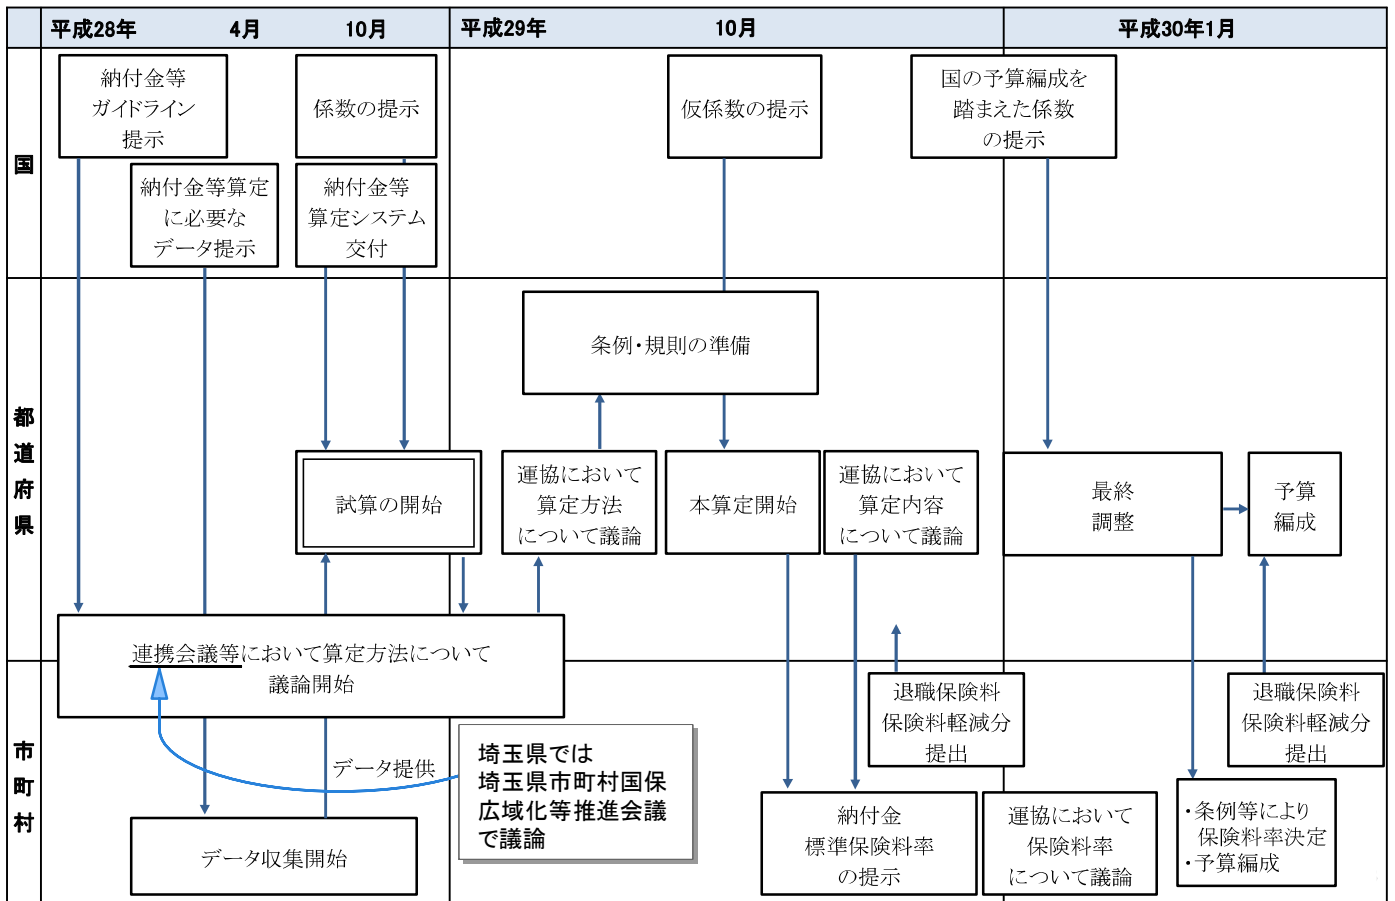 平成28年 4月 10月 平成29年 10月 平成30年1月
国
納付金等
ガイドライン
提示
係数の提示
仮係数の提示
国の予算編成を
踏まえた係数
の提示
納付金等算定
に必要な
データ提示
納付金等
算定システム
交付
都道府県
条例・規則の準備
試算の開始
運協において
算定方法
について議論
本算定開始
運協において
算定内容
について議論
最終
調整
予算
編成
連携会議等において算定方法について
議論開始
市町村
退職保険料
保険料軽減分
提出
退職保険料
保険料軽減分
提出
データ提供
埼玉県では
埼玉県市町村国保
広域化等推進会議
で議論
データ収集開始
納付金
標準保険料率
の提示
運協において
保険料率
について議論
・条例等により
保険料率決定
・予算編成